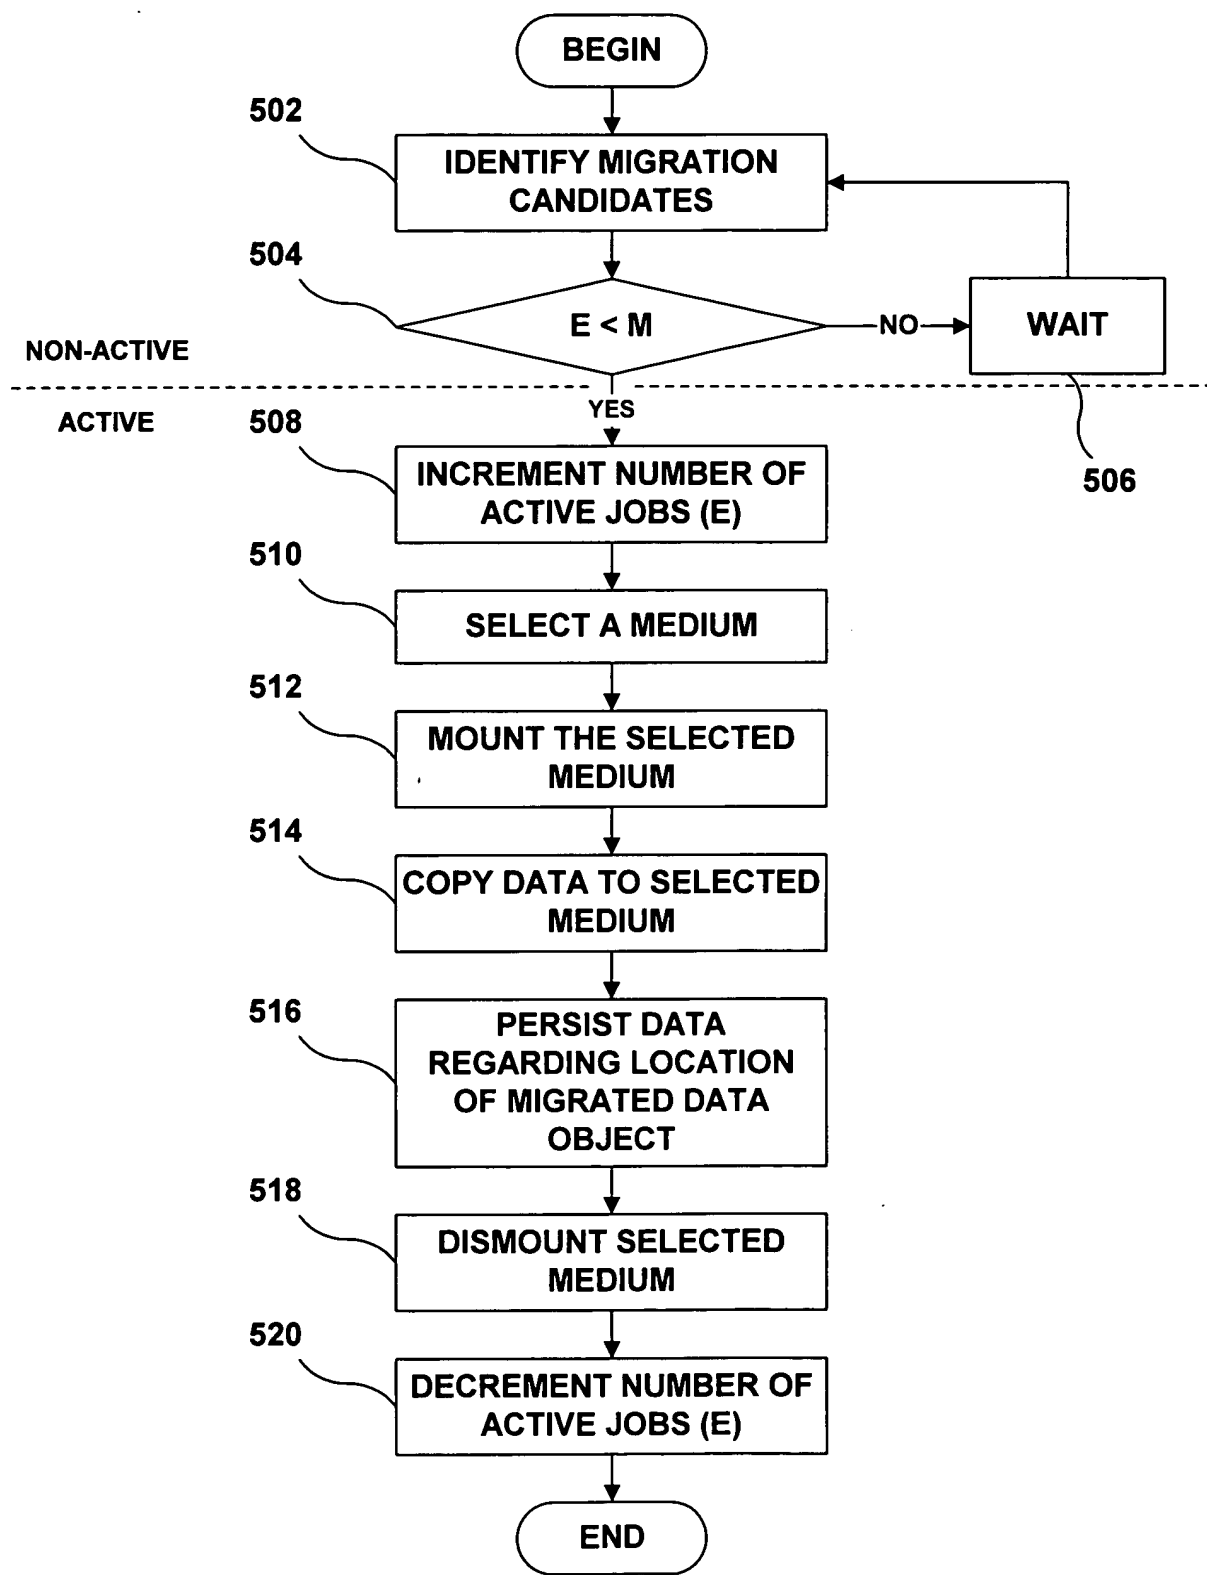 BEGIN
502
IDENTIFY MIGRATION
CANDIDATES
504
E < M
NO
WAIT
NON-ACTIVE
YES
ACTIVE
506
508
INCREMENT NUMBER OF
ACTIVE JOBS (E)
510
SELECT A MEDIUM
512
MOUNT THE SELECTED
MEDIUM
514
COPY DATA TO SELECTED
MEDIUM
516
PERSIST DATA
REGARDING LOCATION
OF MIGRATED DATA
OBJECT
518
DISMOUNT SELECTED
MEDIUM
520
DECREMENT NUMBER OF
ACTIVE JOBS (E)
END